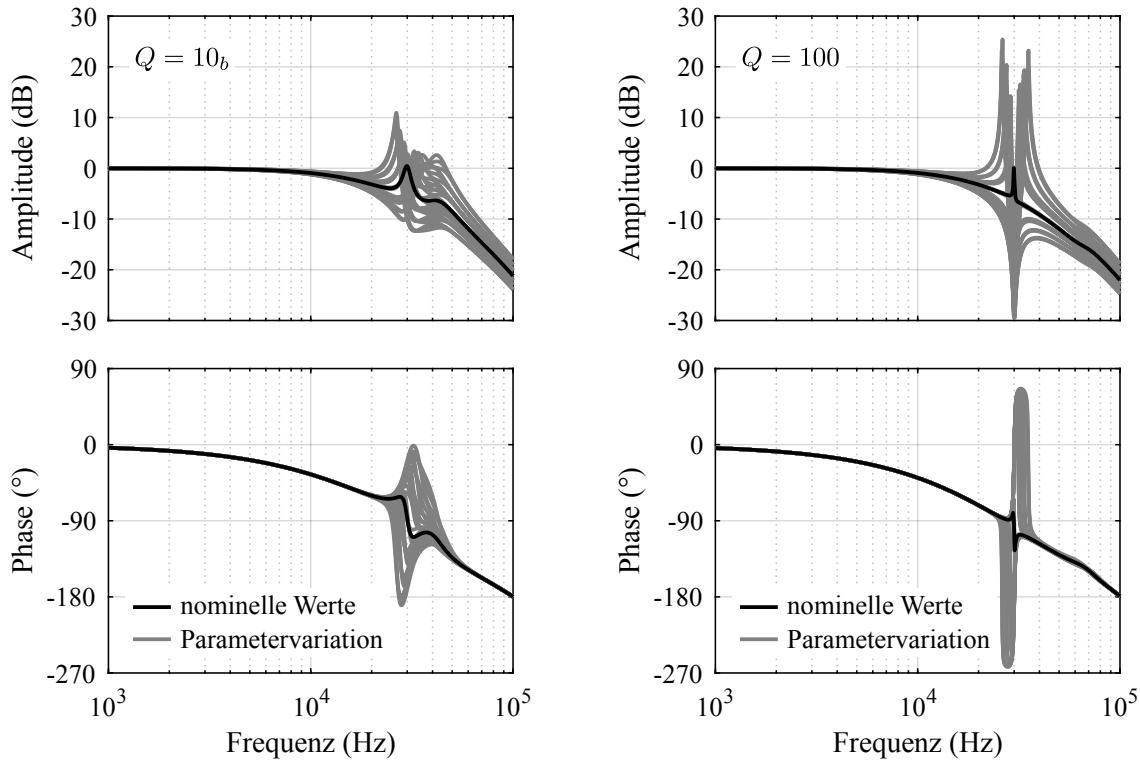 30
20
10
0
-10
-20
-30
Amplitude (dB)
Q = 10_b
30
20
10
0
-10
-20
-30
Amplitude (dB)
Q = 100
90
0
-90
-180
-270
Phase (°)
nominelle Werte
Parametervariation
10³ 10⁴ 10⁵
Frequenz (Hz)
90
0
-90
-180
-270
Phase (°)
nominelle Werte
Parametervariation
10³ 10⁴ 10⁵
Frequenz (Hz)